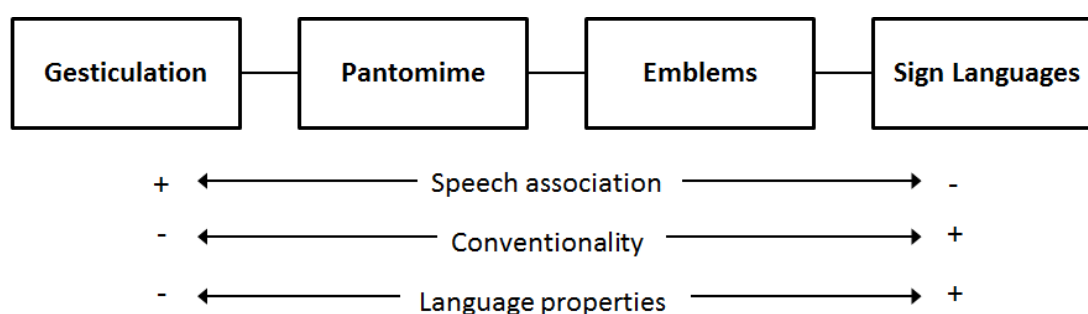 Gesticulation Pantomime Emblems Sign Languages
+ Speech association -
- Conventionality +
- Language properties +